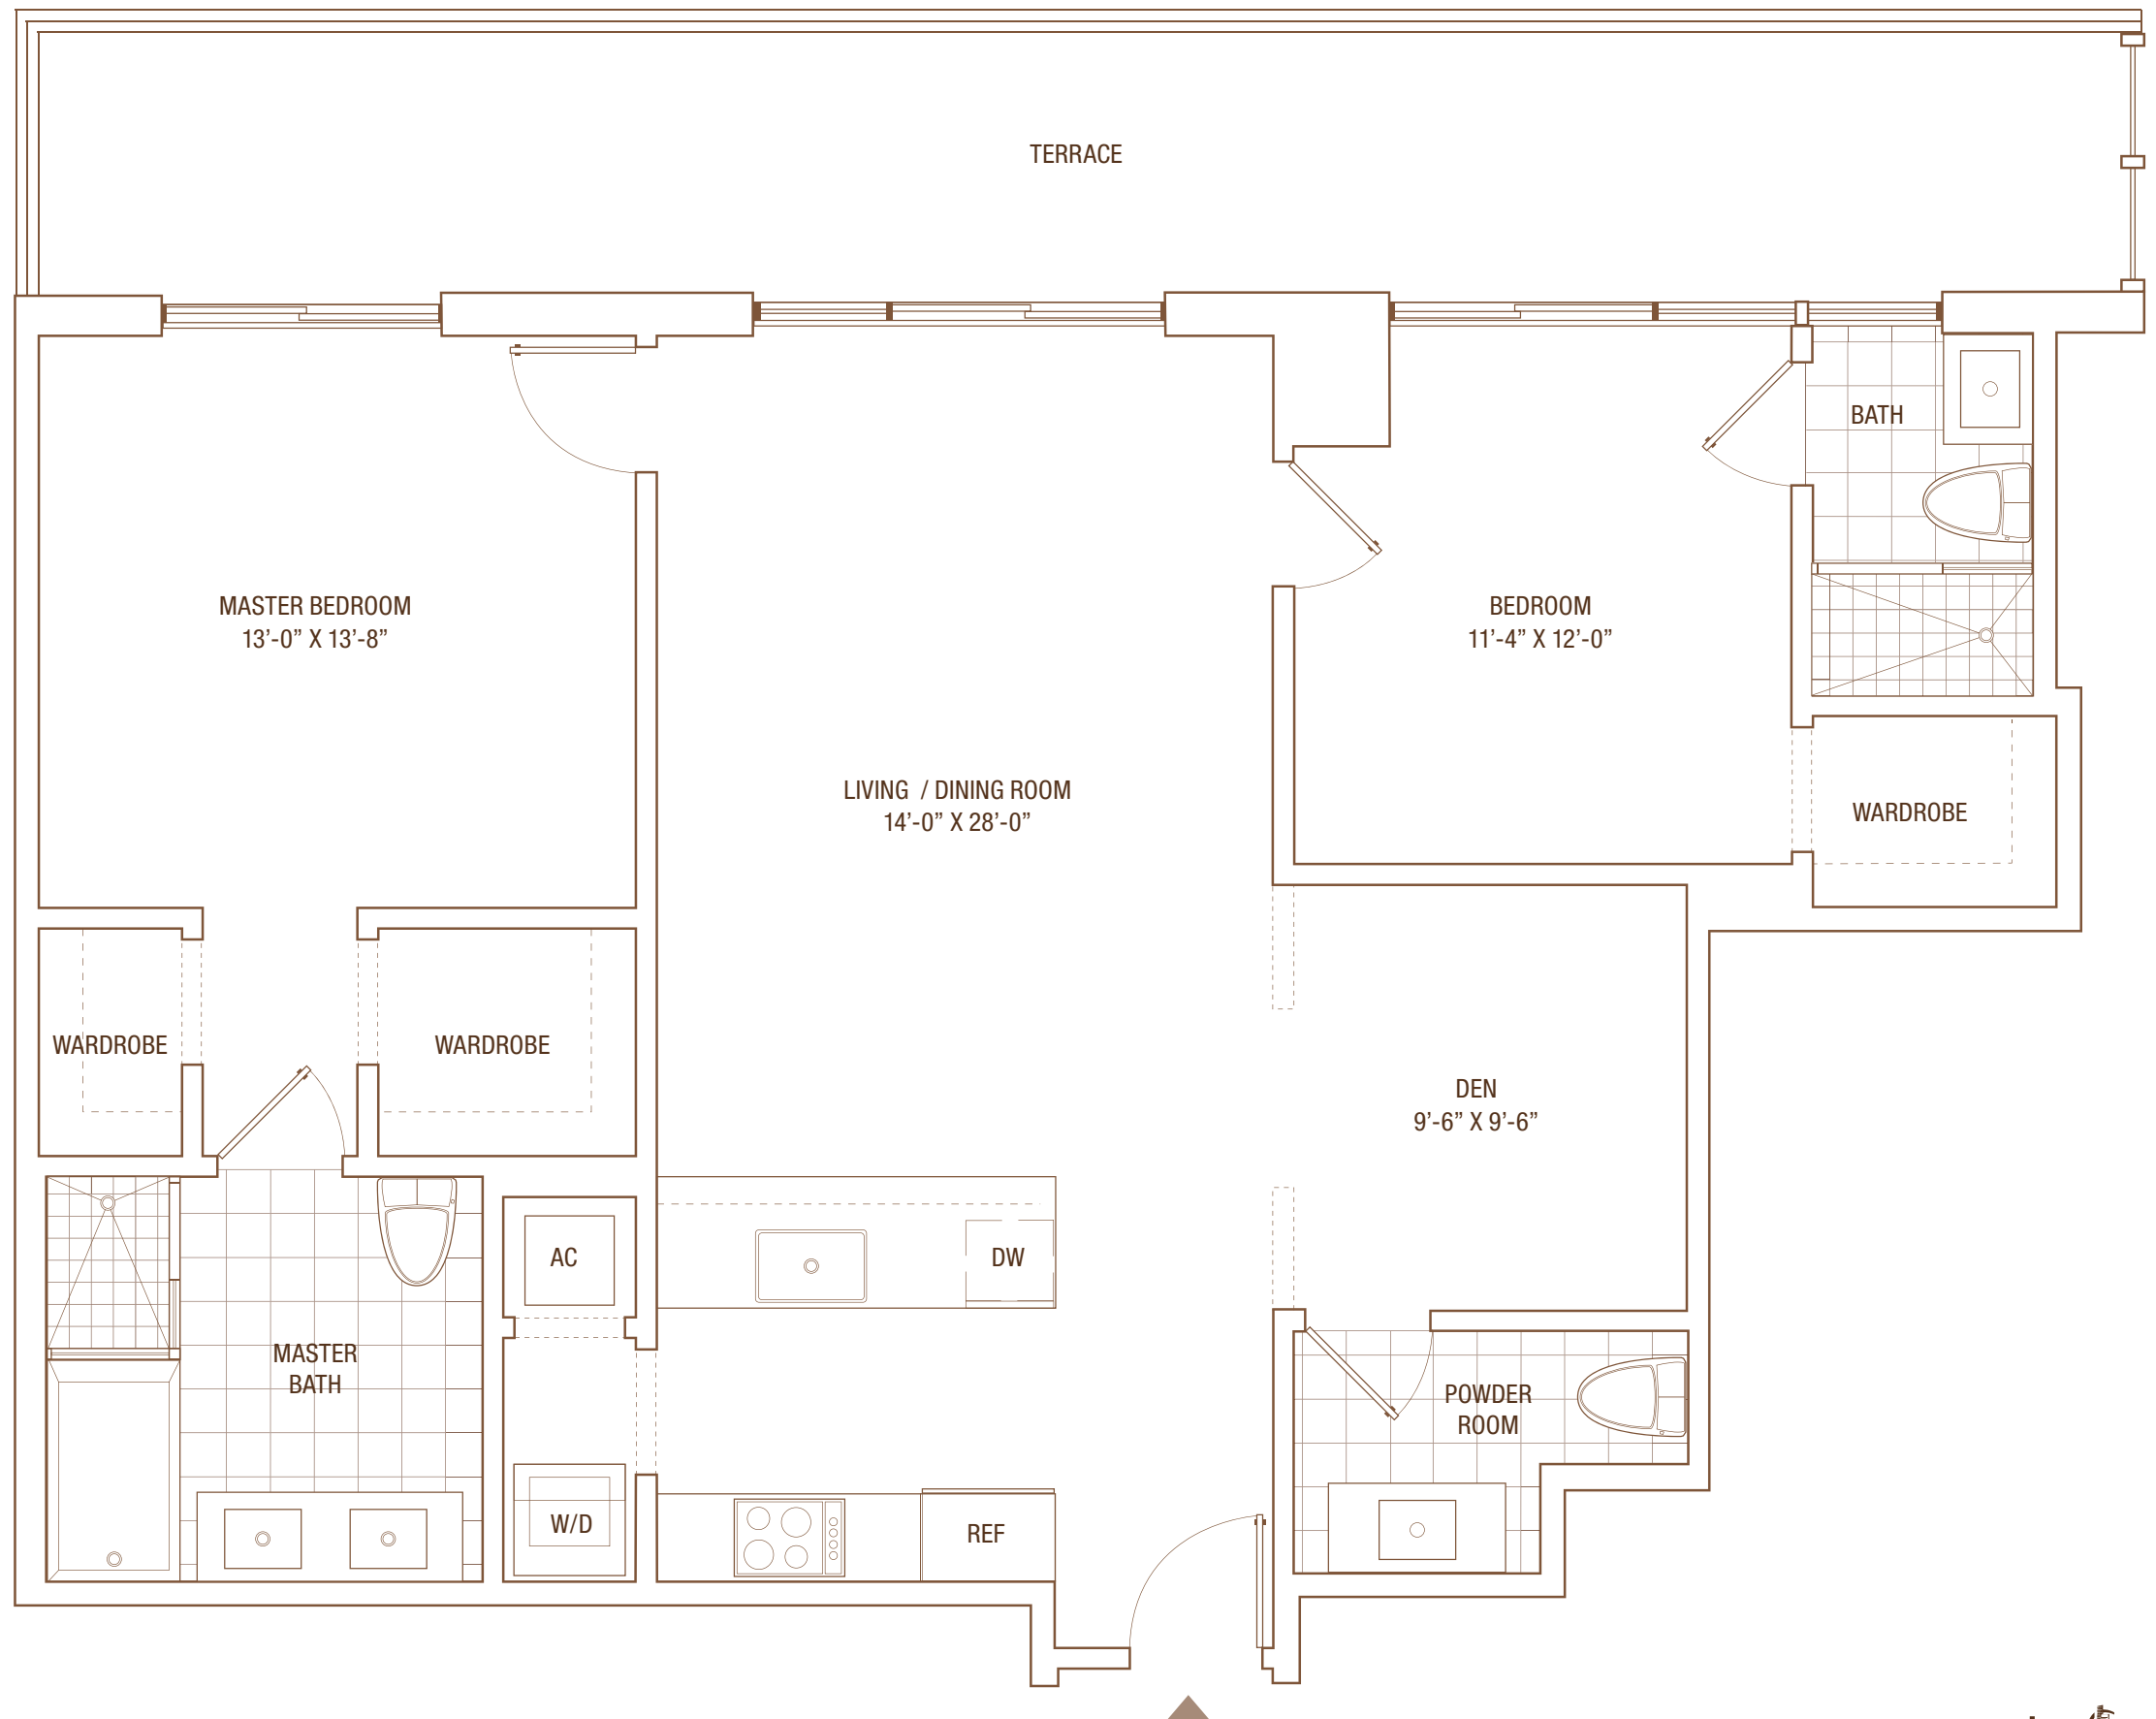 TERRACE
BATH
MASTER BEDROOM
13’-0” X 13’-8”
BEDROOM
11’-4” X 12’-0”
LIVING / DINING ROOM
14’-0” X 28’-0”
WARDROBE
WARDROBE
WARDROBE
DEN
9’-6” X 9’-6”
AC
DW
MASTER
BATH
POWDER
ROOM
W/D
REF